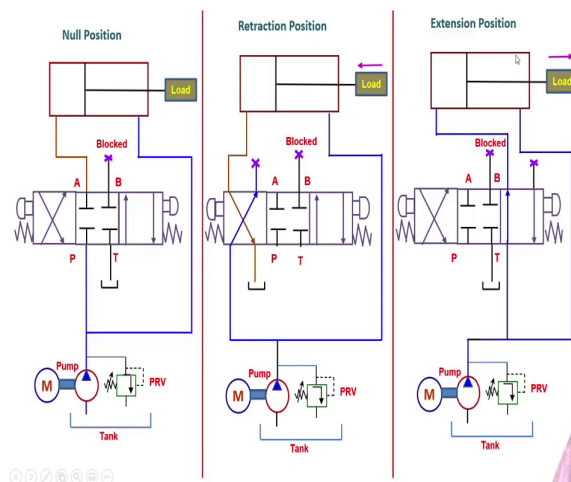 Null Position
Load
Blocked
A
B
P
T
Pump
M
PRV
Tank
Retraction Position
Load
Blocked
A
B
P
T
Pump
M
PRV
Tank
Extension Position
Load
Blocked
A
B
P
T
Pump
M
PRV
Tank